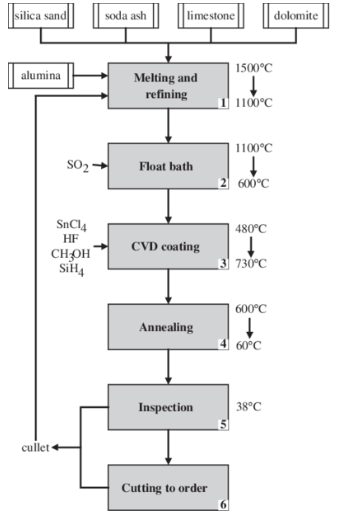 silica sand
soda ash
limestone
dolomite
alumina
Melting and
refining
1
1500°C
1100°C
SO2
Float bath
2
1100°C
600°C
SnCl4
HF
CH3OH
SiH4
CVD coating
3
480°C
730°C
Annealing
4
600°C
60°C
Inspection
5
38°C
cullet
Cutting to order
6